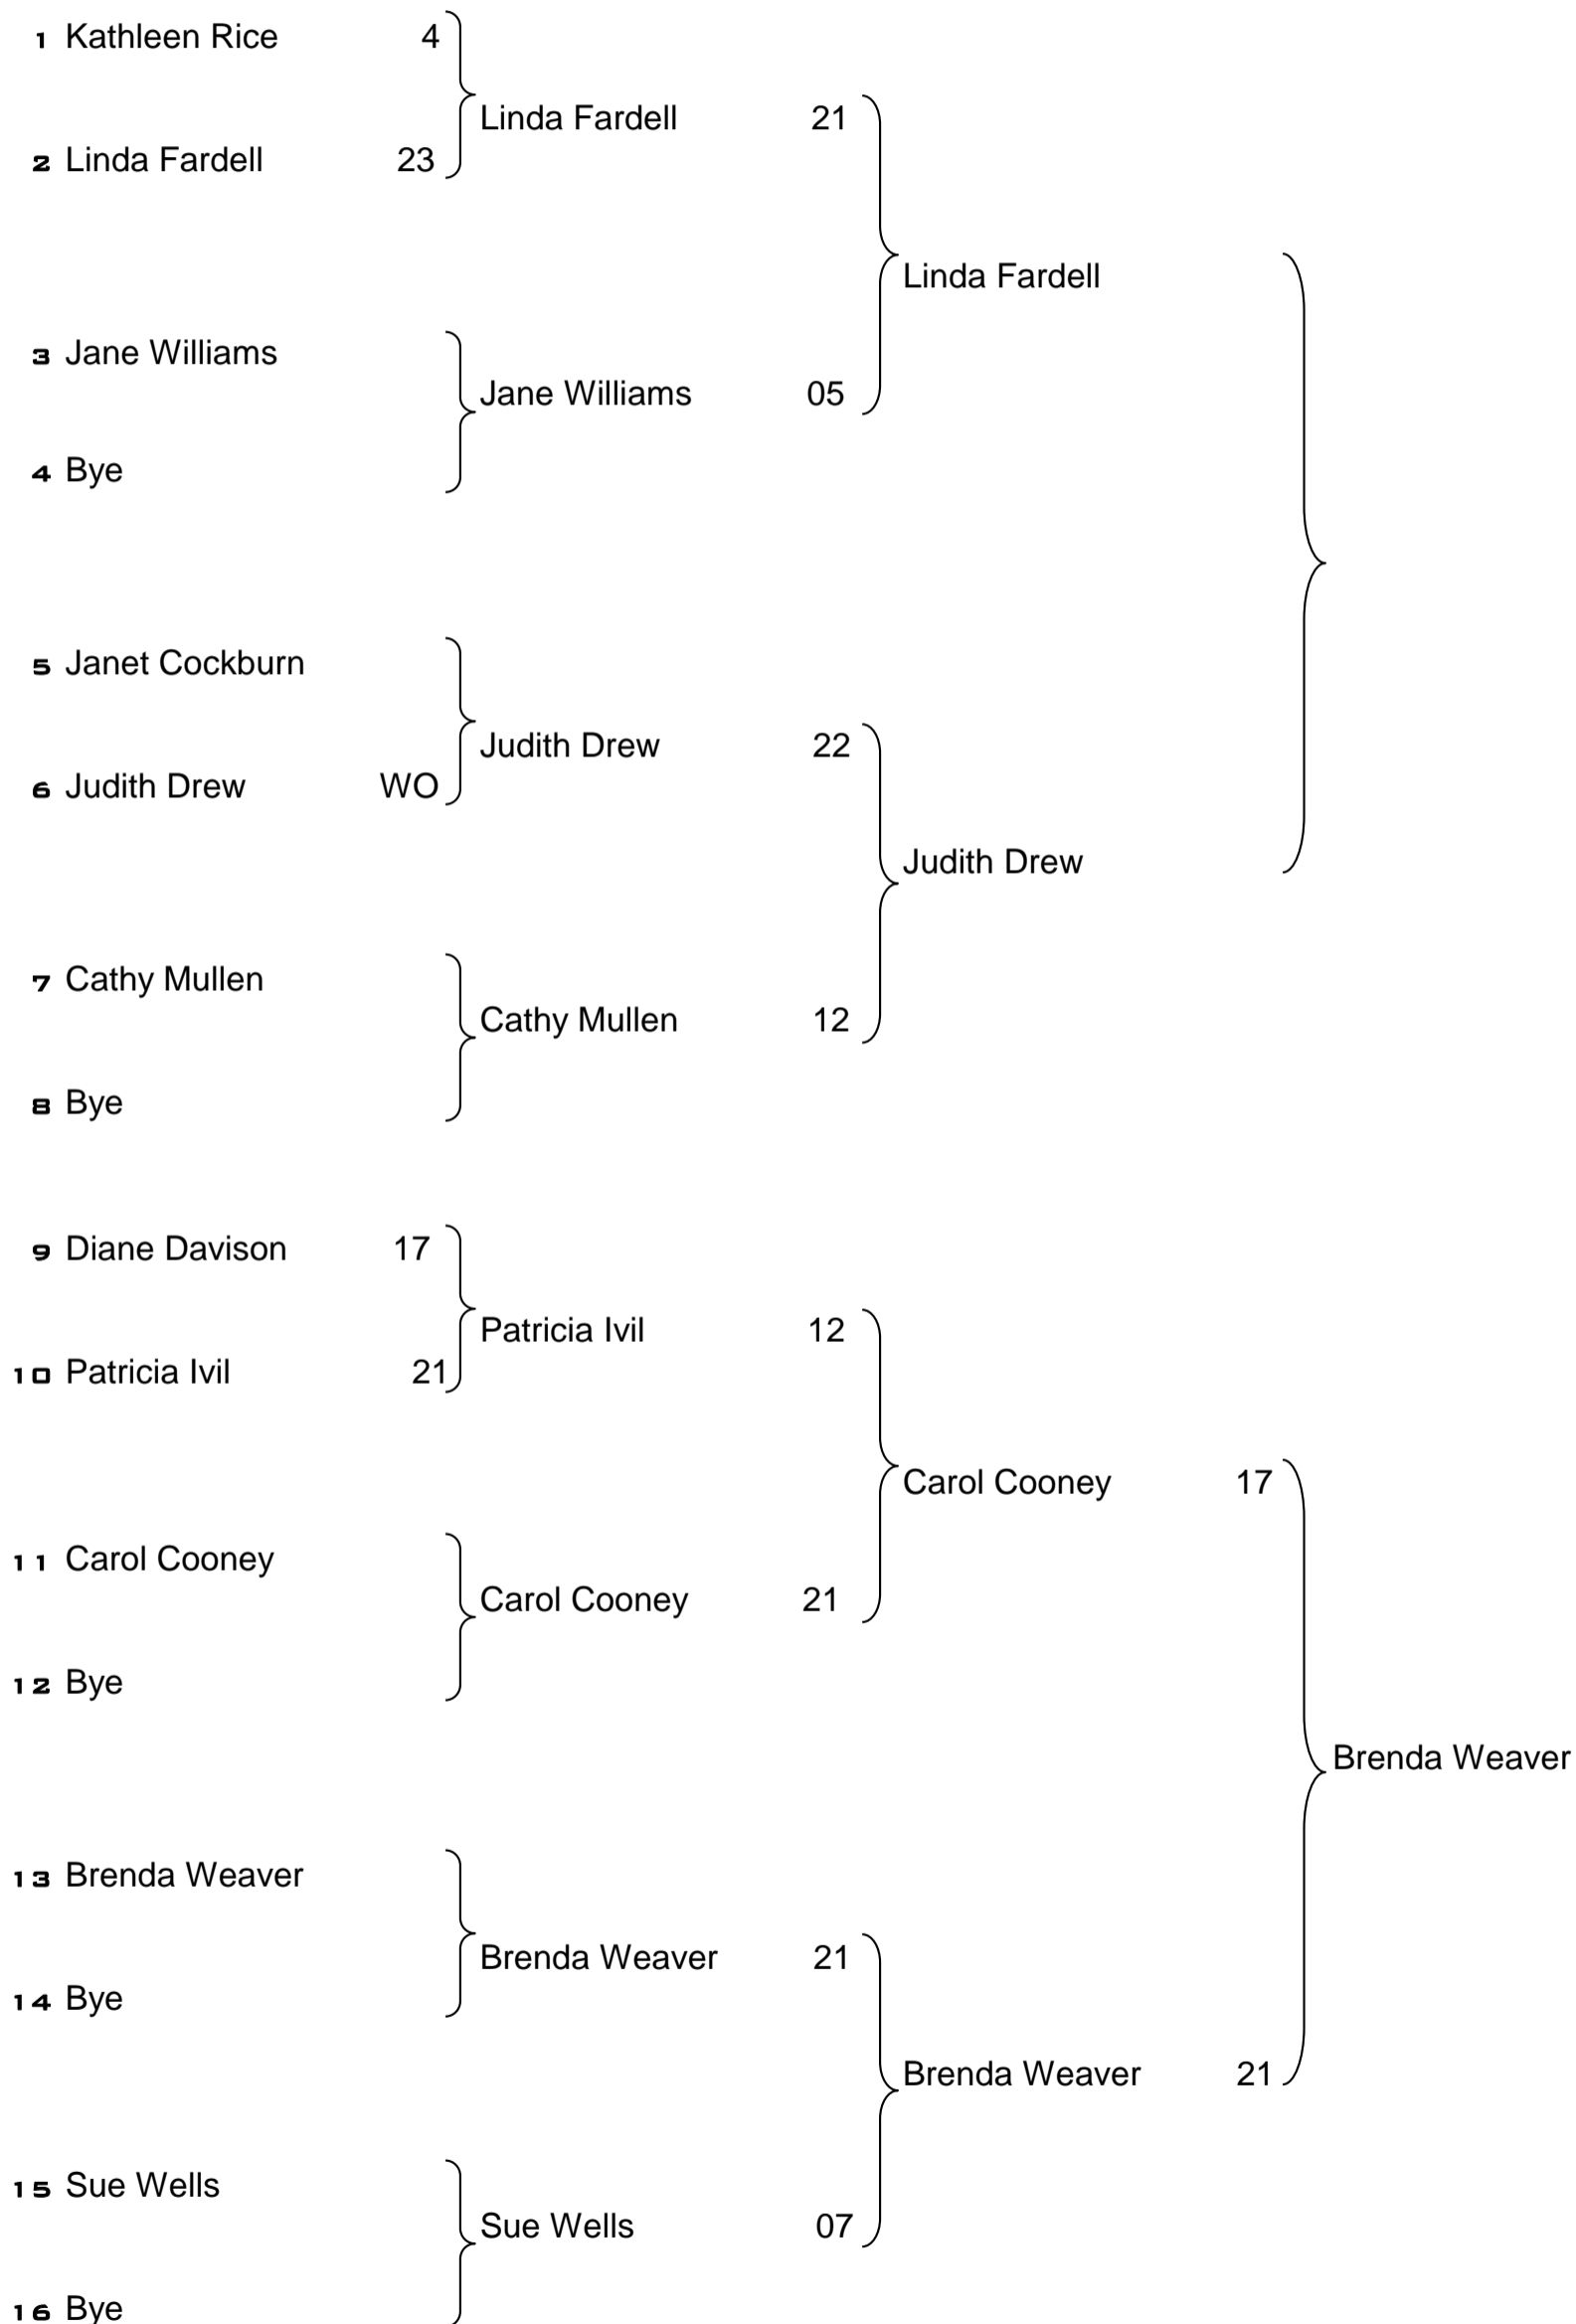 1 Kathleen Rice 4
Linda Fardell 21
2 Linda Fardell 23
Linda Fardell
3 Jane Williams
Jane Williams 05
4 Bye
5 Janet Cockburn
Judith Drew 22
6 Judith Drew WO
Judith Drew
7 Cathy Mullen
Cathy Mullen 12
8 Bye
9 Diane Davison 17
Patricia Ivil 12
10 Patricia Ivil 21
Carol Cooney 17
11 Carol Cooney
Carol Cooney 21
12 Bye
Brenda Weaver
13 Brenda Weaver
Brenda Weaver 21
14 Bye
Brenda Weaver 21
15 Sue Wells
Sue Wells 07
16 Bye